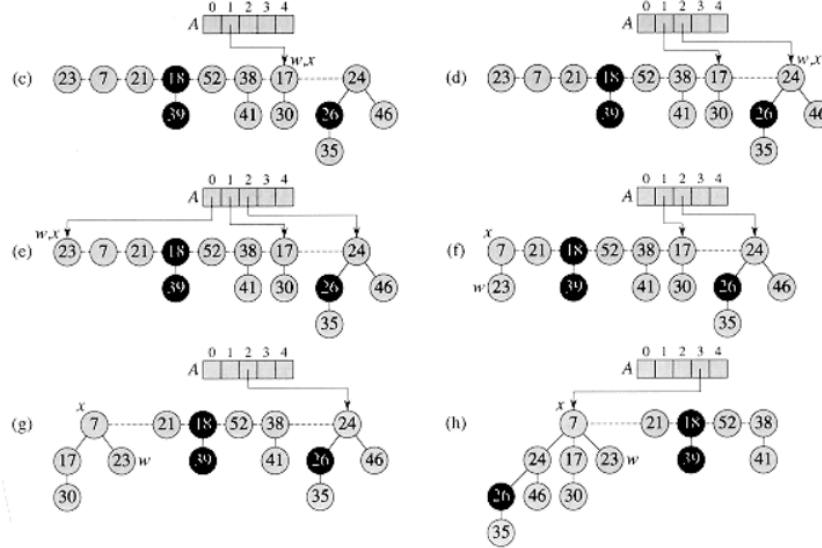 0 1 2 3 4
A
w,x
(c) 23 7 21 18 52 38 17 24
39 41 30 26 46
35
0 1 2 3 4
A
w,x
(d) 23 7 21 18 52 38 17 24
39 41 30 26 46
35
0 1 2 3 4
A
w,x
(e) 23 7 21 18 52 38 17 24
39 41 30 26 46
35
0 1 2 3 4
A
x
(f) 7 21 18 52 38 17 24
w 23 39 41 30 26 46
35
0 1 2 3 4
A
x
(g) 7 21 18 52 38 24
17 23 w 39 41 26 46
30 35
0 1 2 3 4
A
x
(h) 7 21 18 52 38
24 17 23 w 39 41
26 46 30
35